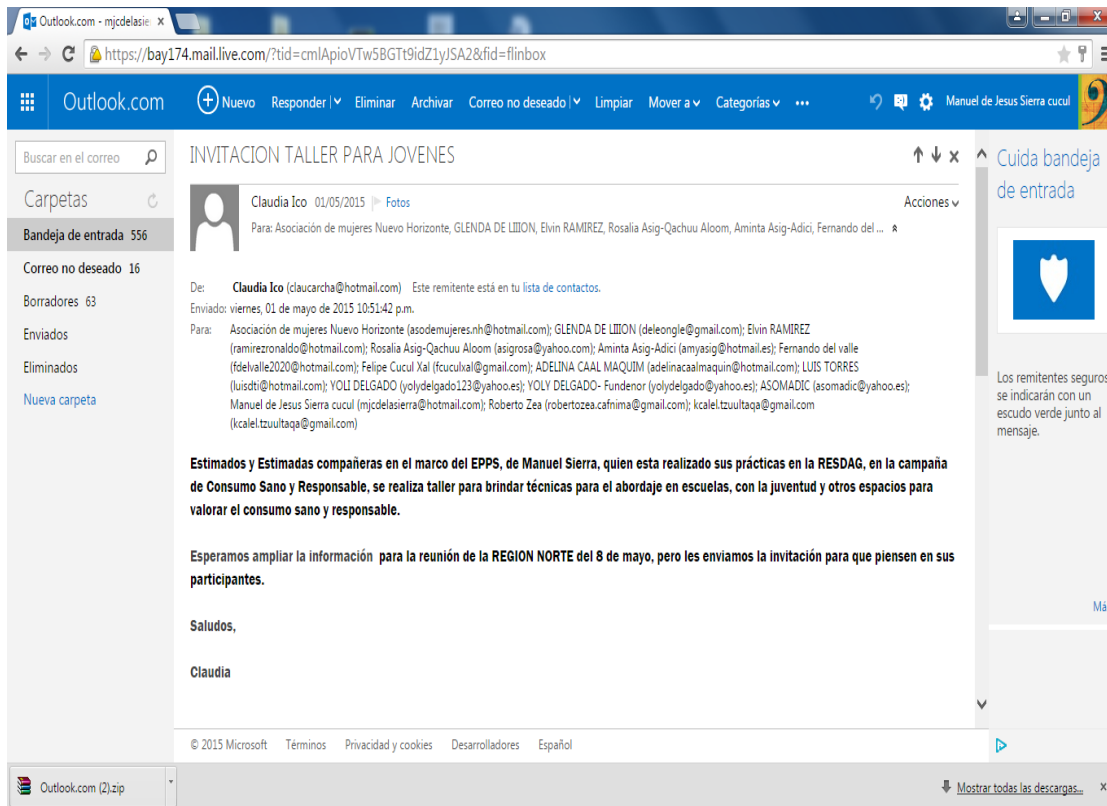 Outlook.com - mjcdelasie
https://bay174.mail.live.com/?tid=cmlApioVTw5BGTt9idZ1yJSA2&fid=flinbox
Outlook.com
Nuevo Responder Eliminar Archivar Correo no deseado Limpiar Mover a Categorías ••• Manuel de Jesus Sierra cucul
Buscar en el correo
Carpetas
Bandeja de entrada 556
Correo no deseado 16
Borradores 63
Enviados
Eliminados
Nueva carpeta
INVITACION TALLER PARA JOVENES
Claudia Ico 01/05/2015 Fotos Acciones
Para: Asociación de mujeres Nuevo Horizonte, GLENDA DE LIIION, Elvin RAMIREZ, Rosalia Asig-Qachuu Aloom, Aminta Asig-Adici, Fernando del ...
De: Claudia Ico (claucarcha@hotmail.com) Este remitente está en tu lista de contactos.
Enviado: viernes, 01 de mayo de 2015 10:51:42 p.m.
Para: Asociación de mujeres Nuevo Horizonte (asodemujeres.nh@hotmail.com); GLENDA DE LIIION (deleongle@gmail.com); Elvin RAMIREZ
(ramirezronaldo@hotmail.com); Rosalia Asig-Qachuu Aloom (asigrosa@yahoo.com); Aminta Asig-Adici (amyasig@hotmail.es); Fernando del valle
(fdelvalle2020@hotmail.com); Felipe Cucul Xal (fcuculxal@gmail.com); ADELINA CAAL MAQUIM (adelinacaalmaquin@hotmail.com); LUIS TORRES
(luisdti@hotmail.com); YOLI DELGADO (yolydelgado123@yahoo.es); YOLY DELGADO- Fundenor (yolydelgado@yahoo.es); ASOMADIC (asomadic@yahoo.es);
Manuel de Jesus Sierra cucul (mjcdelasierra@hotmail.com); Roberto Zea (robertozea.cafnima@gmail.com); kcalel.tzuultaqa@gmail.com
(kcalel.tzuultaqa@gmail.com)
Estimados y Estimadas compañeras en el marco del EPPS, de Manuel Sierra, quien esta realizado sus prácticas en la RESDAG, en la campaña
de Consumo Sano y Responsable, se realiza taller para brindar técnicas para el abordaje en escuelas, con la juventud y otros espacios para
valorar el consumo sano y responsable.
Esperamos ampliar la información para la reunión de la REGION NORTE del 8 de mayo, pero les enviamos la invitación para que piensen en sus
participantes.
Saludos,
Claudia
Cuida bandeja
de entrada
Los remitentes seguros
se indicarán con un
escudo verde junto al
mensaje.
Má
© 2015 Microsoft Términos Privacidad y cookies Desarrolladores Español
Outlook.com (2).zip
Mostrar todas las descargas...